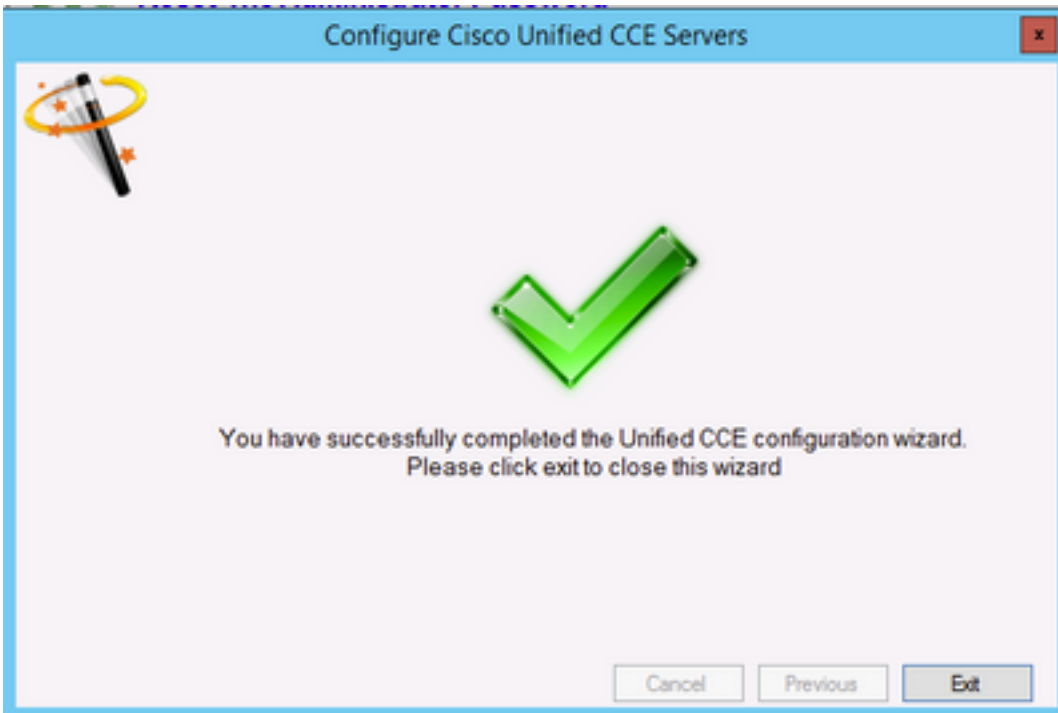 Configure Cisco Unified CCE Servers
x
You have successfully completed the Unified CCE configuration wizard.
Please click exit to close this wizard
Cancel
Previous
Exit